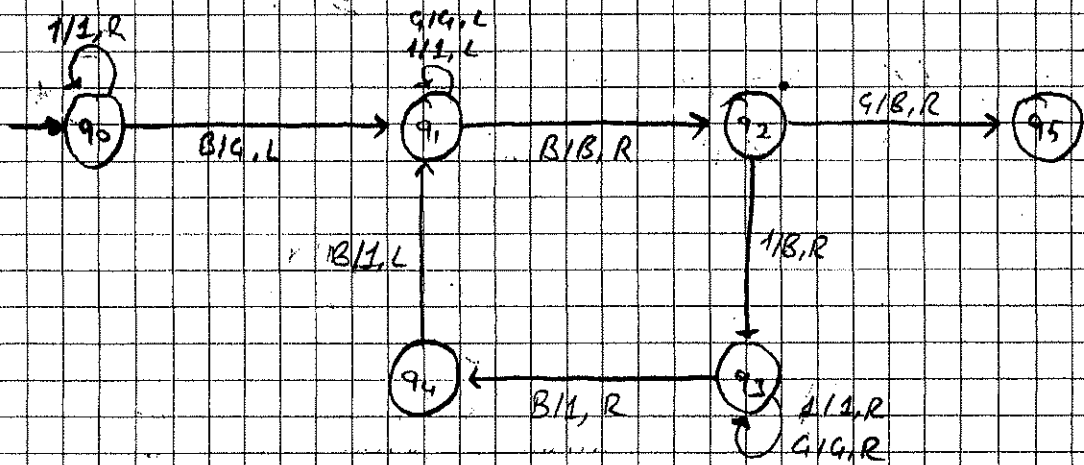 1/1, R
G/G, L
1/1, L
q0
B/G, L
q1
B/B, R
q2
G/B, R
q5
B/1, L
1/B, R
q4
B/1, R
q3
1/1, R
G/G, R